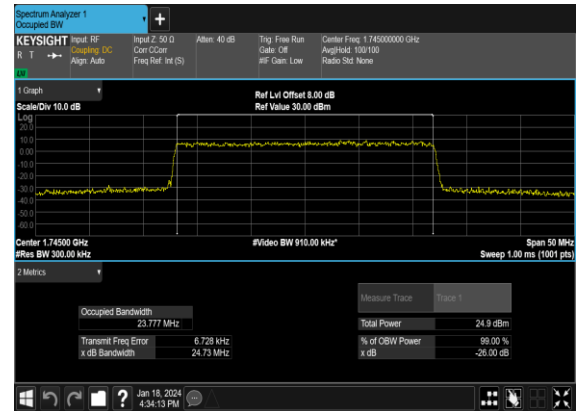 Spectrum Analyzer 1
Occupied BW
KEYSIGHT
R T
LXI
Input: RF
Coupling: DC
Align: Auto
Input Z: 50 Ω
Corr CCorr
Freq Ref: Int (S)
Atten: 40 dB
Trig: Free Run
Gate: Off
#IF Gain: Low
Center Freq: 1.745000000 GHz
Avg|Hold: 100/100
Radio Std: None
1 Graph
Scale/Div 10.0 dB
Ref Lvl Offset 8.00 dB
Ref Value 30.00 dBm
Log
20.0
10.0
0.00
-10.0
-20.0
-30.0
-40.0
-50.0
-60.0
Center 1.74500 GHz
#Res BW 300.00 kHz
#Video BW 910.00 kHz*
Span 50 MHz
Sweep 1.00 ms (1001 pts)
2 Metrics
Measure Trace Trace 1
Occupied Bandwidth
23.777 MHz
Total Power 24.9 dBm
Transmit Freq Error 6.728 kHz
% of OBW Power 99.00 %
x dB Bandwidth 24.73 MHz
x dB -26.00 dB
?
Jan 18, 2024
4:34:13 PM